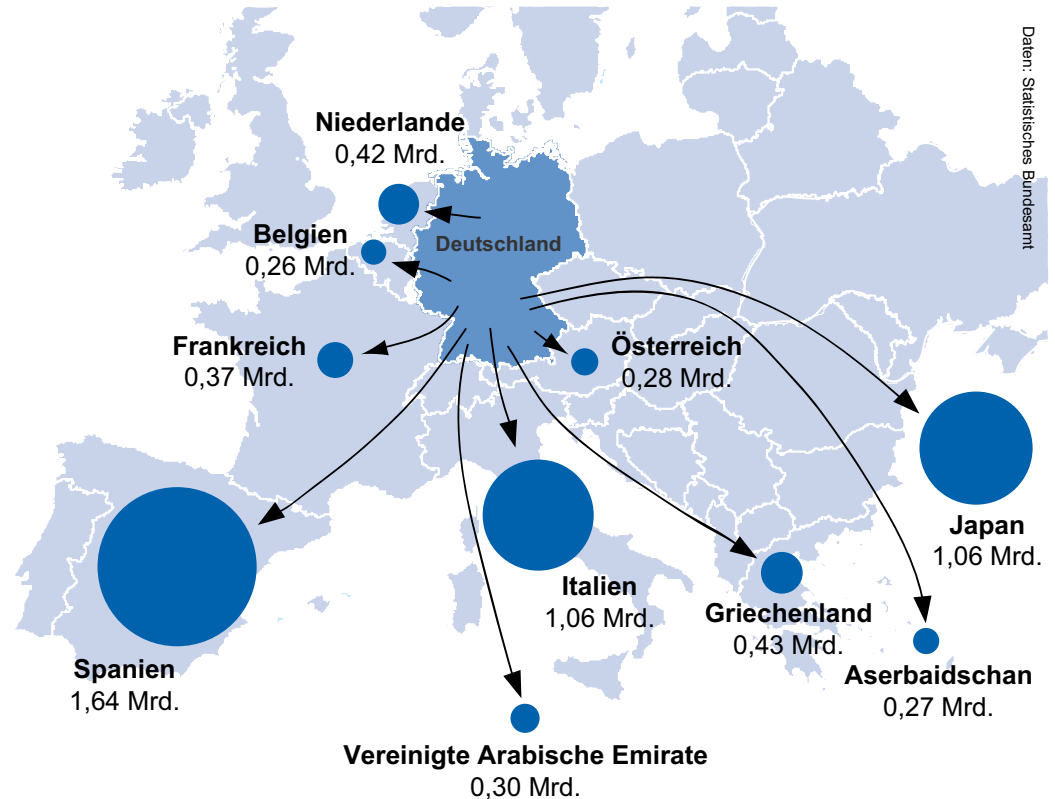 Daten: Statistisches Bundesamt
Niederlande
0,42 Mrd.
Deutschland
Belgien
0,26 Mrd.
Frankreich
0,37 Mrd.
Österreich
0,28 Mrd.
Japan
1,06 Mrd.
Italien
1,06 Mrd.
Griechenland
0,43 Mrd.
Spanien
1,64 Mrd.
Aserbaidschan
0,27 Mrd.
Vereinigte Arabische Emirate
0,30 Mrd.